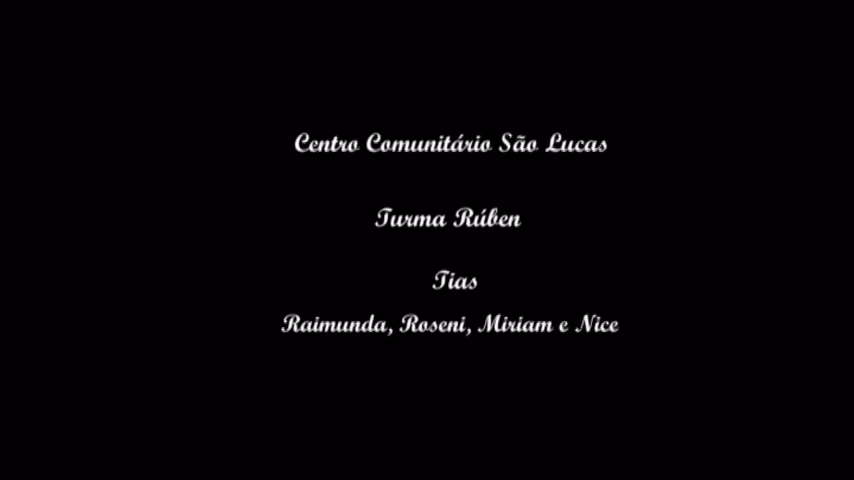 Centro Comunitário São Lucas
Turma Rúben
Tias
Raimunda, Roseni, Miriam e Nice